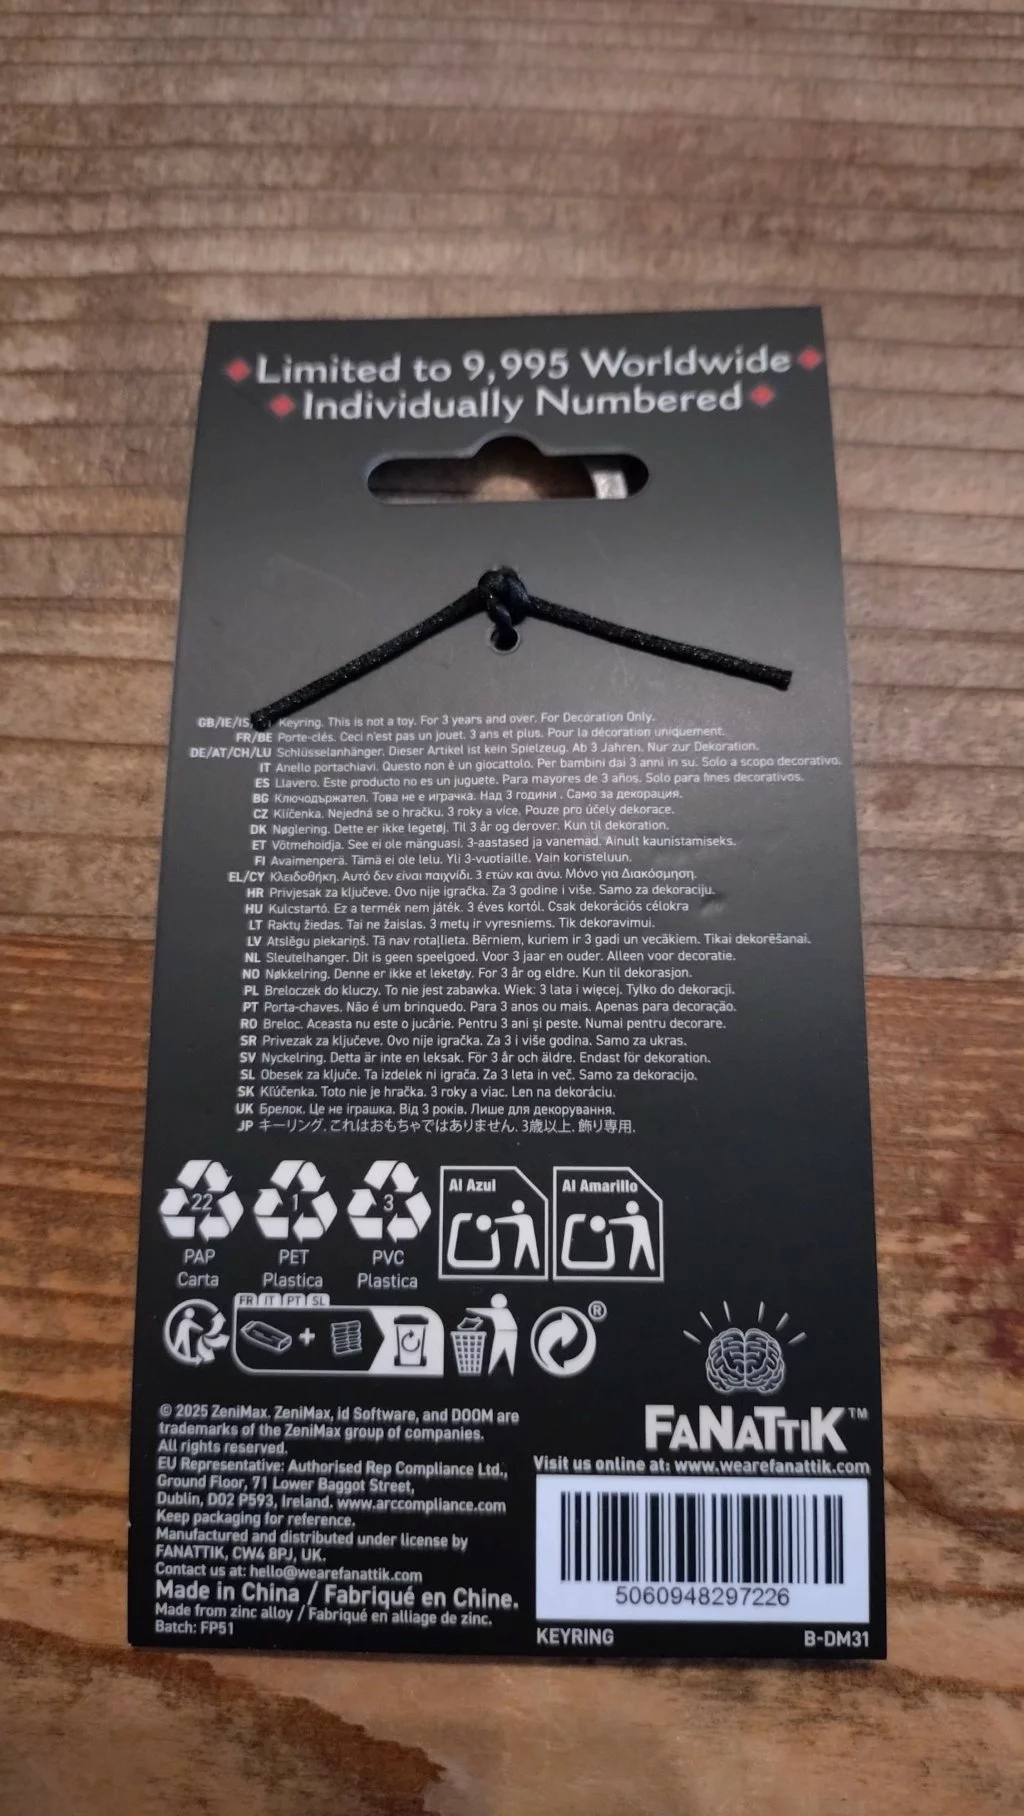 Limited to 9,995 Worldwide
Individually Numbered
GB/IE/IS/ Keyring. This is not a toy. For 3 years and over. For Decoration Only.
FR/BE Porte-clés. Ceci n'est pas un jouet. 3 ans et plus. Pour la décoration uniquement.
DE/AT/CH/LU Schlüsselanhänger. Dieser Artikel ist kein Spielzeug. Ab 3 Jahren. Nur zur Dekoration.
IT Anello portachiavi. Questo non è un giocattolo. Per bambini dai 3 anni in su. Solo a scopo decorativo.
ES Llavero. Este producto no es un juguete. Para mayores de 3 años. Solo para fines decorativos.
BG Ключодържател. Това не е играчка. Над 3 години . Само за декорация.
CZ Klíčenka. Nejedná se o hračku. 3 roky a více. Pouze pro účely dekorace.
DK Nøglering. Dette er ikke legetøj. Til 3 år og derover. Kun til dekoration.
ET Võtmehoidja. See ei ole mänguasi. 3-aastased ja vanemad. Ainult kaunistamiseks.
FI Avaimenperä. Tämä ei ole lelu. Yli 3-vuotiaille. Vain koristeluun.
EL/CY Κλειδοθήκη. Αυτό δεν είναι παιχνίδι. 3 ετών και άνω. Μόνο για Διακόσμηση.
HR Privjesak za ključeve. Ovo nije igračka. Za 3 godine i više. Samo za dekoraciju.
HU Kulcstartó. Ez a termék nem játék. 3 éves kortól. Csak dekorációs célokra
LT Raktų žiedas. Tai ne žaislas. 3 metų ir vyresniems. Tik dekoravimui.
LV Atslēgu piekariņš. Tā nav rotaļlieta. Bērniem, kuriem ir 3 gadi un vecākiem. Tikai dekorēšanai.
NL Sleutelhanger. Dit is geen speelgoed. Voor 3 jaar en ouder. Alleen voor decoratie.
NO Nøkkelring. Denne er ikke et leketøy. For 3 år og eldre. Kun til dekorasjon.
PL Breloczek do kluczy. To nie jest zabawka. Wiek: 3 lata i więcej. Tylko do dekoracji.
PT Porta-chaves. Não é um brinquedo. Para 3 anos ou mais. Apenas para decoração.
RO Breloc. Aceasta nu este o jucărie. Pentru 3 ani și peste. Numai pentru decorare.
SR Privezak za ključeve. Ovo nije igračka. Za 3 i više godina. Samo za ukras.
SV Nyckelring. Detta är inte en leksak. För 3 år och äldre. Endast för dekoration.
SL Obesek za ključe. Ta izdelek ni igrača. Za 3 leta in več. Samo za dekoracijo.
SK Kľúčenka. Toto nie je hračka. 3 roky a viac. Len na dekoráciu.
UK Брелок. Це не іграшка. Від 3 років. Лише для декорування.
JP キーリング. これはおもちゃではありません. 3歳以上. 飾り専用.
22 1 3
PAP PET PVC
Carta Plastica Plastica
Al Azul
Al Amarillo
FR IT PT SL
®
© 2025 ZeniMax. ZeniMax, id Software, and DOOM are
trademarks of the ZeniMax group of companies.
All rights reserved.
EU Representative: Authorised Rep Compliance Ltd.,
Ground Floor, 71 Lower Baggot Street,
Dublin, D02 P593, Ireland. www.arccompliance.com
Keep packaging for reference.
Manufactured and distributed under license by
FANATTIK, CW4 8PJ, UK.
Contact us at: hello@wearefanattik.com
Made in China / Fabriqué en Chine.
Made from zinc alloy / Fabriqué en alliage de zinc.
Batch: FP51
FANATTIK™
Visit us online at: www.wearefanattik.com
5060948297226
KEYRING B-DM31